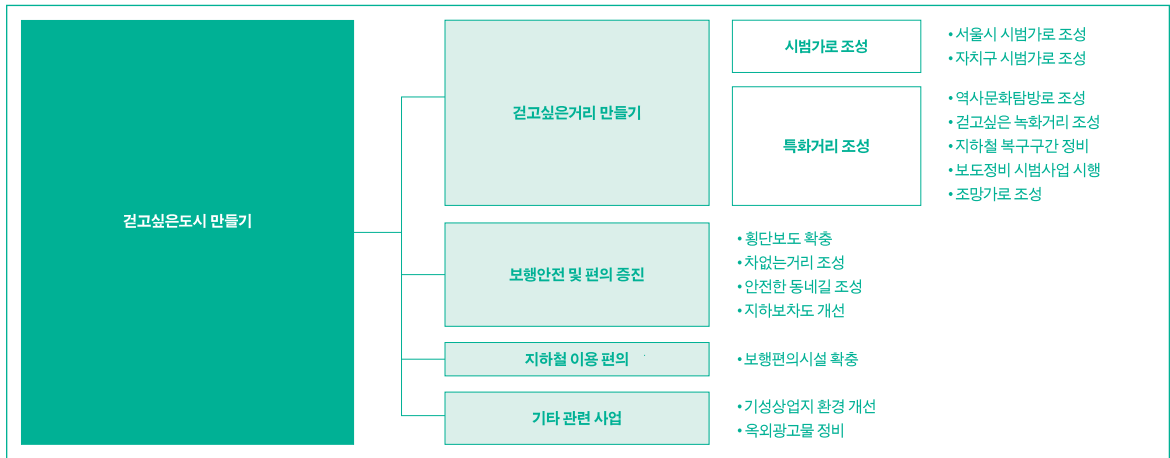 걷고싶은도시 만들기
걷고싶은거리 만들기
시범가로 조성
• 서울시 시범가로 조성
• 자치구 시범가로 조성
특화거리 조성
• 역사문화탐방로 조성
• 걷고싶은 녹화거리 조성
• 지하철 복구구간 정비
• 보도정비 시범사업 시행
• 조망가로 조성
보행안전 및 편의 증진
• 횡단보도 확충
• 차없는거리 조성
• 안전한 동네길 조성
• 지하보차도 개선
지하철 이용 편의
• 보행편의시설 확충
기타 관련 사업
• 기성상업지 환경 개선
• 옥외광고물 정비